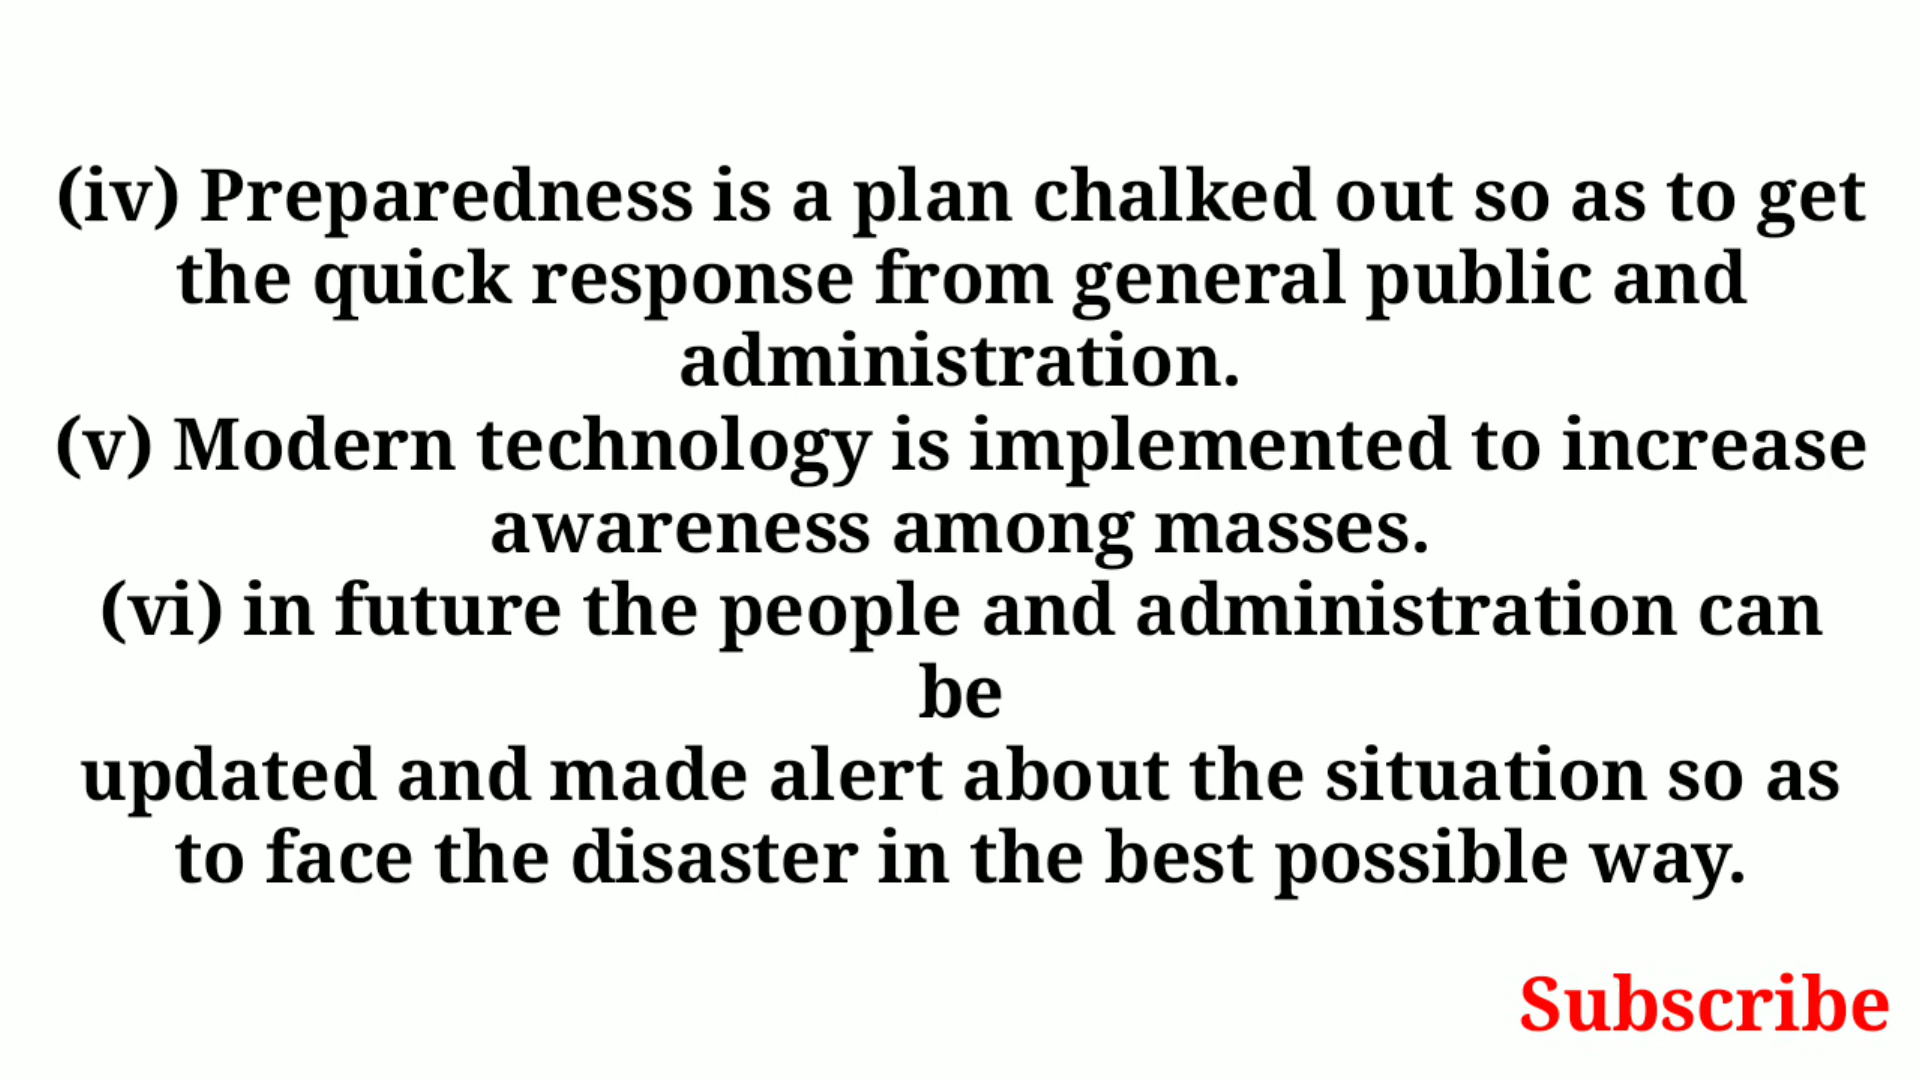 (iv) Preparedness is a plan chalked out so as to get
the quick response from general public and
administration.
(v) Modern technology is implemented to increase
awareness among masses.
(vi) in future the people and administration can
be
updated and made alert about the situation so as
to face the disaster in the best possible way.
Subscribe